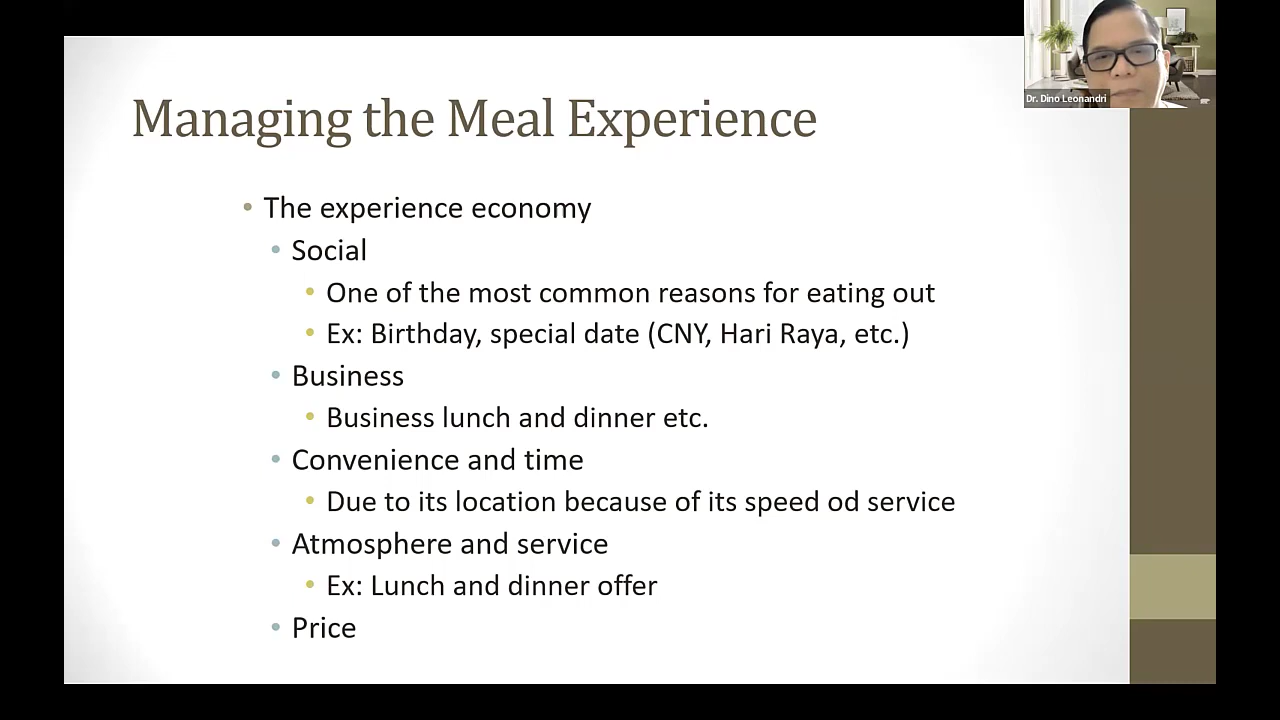 Dr. Dino Leonandri
Managing the Meal Experience
• The experience economy
• Social
• One of the most common reasons for eating out
• Ex: Birthday, special date (CNY, Hari Raya, etc.)
• Business
• Business lunch and dinner etc.
• Convenience and time
• Due to its location because of its speed od service
• Atmosphere and service
• Ex: Lunch and dinner offer
• Price